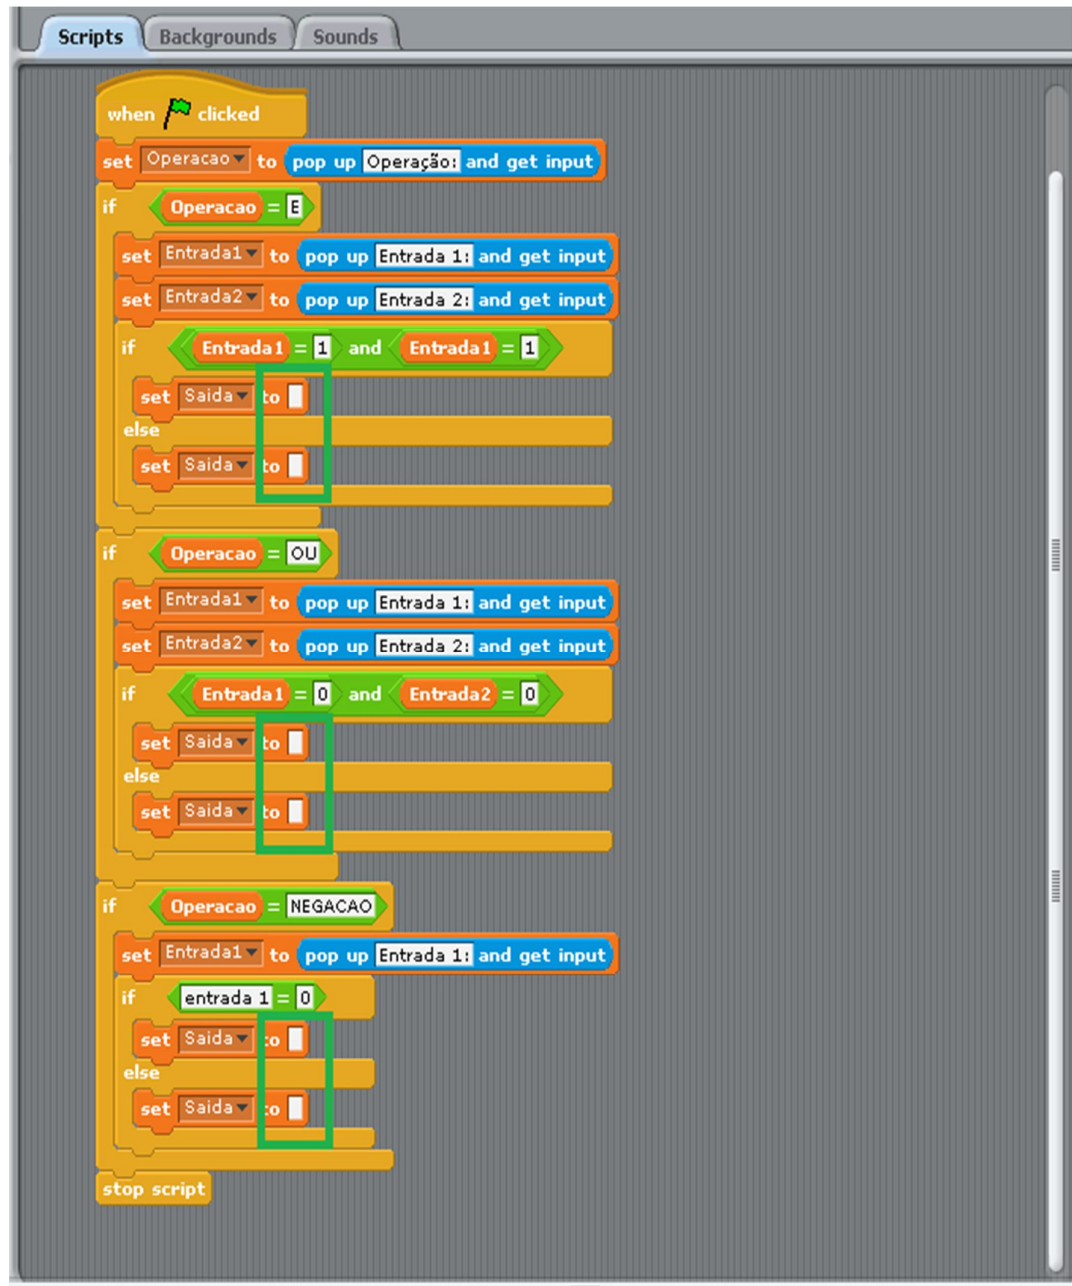 Scripts Backgrounds Sounds
when clicked
set Operacao to pop up Operação: and get input
if Operacao = E
set Entrada1 to pop up Entrada 1: and get input
set Entrada2 to pop up Entrada 2: and get input
if Entrada1 = 1 and Entrada1 = 1
set Saida to
else
set Saida to
if Operacao = OU
set Entrada1 to pop up Entrada 1: and get input
set Entrada2 to pop up Entrada 2: and get input
if Entrada1 = 0 and Entrada2 = 0
set Saida to
else
set Saida to
if Operacao = NEGACAO
set Entrada1 to pop up Entrada 1: and get input
if entrada 1 = 0
set Saida to
else
set Saida to
stop script